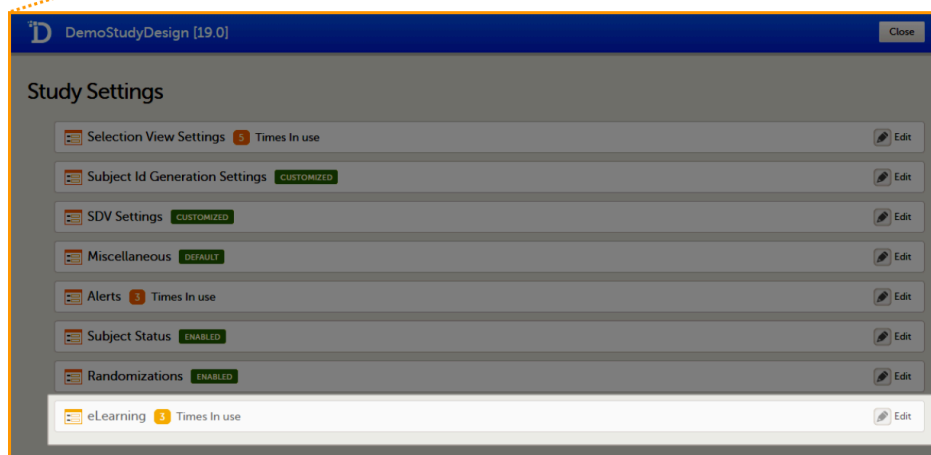 DemoStudyDesign [19.0] Close
Study Settings
Selection View Settings 5 Times In use Edit
Subject Id Generation Settings CUSTOMIZED Edit
SDV Settings CUSTOMIZED Edit
Miscellaneous DEFAULT Edit
Alerts 3 Times In use Edit
Subject Status ENABLED Edit
Randomizations ENABLED Edit
eLearning 3 Times In use Edit